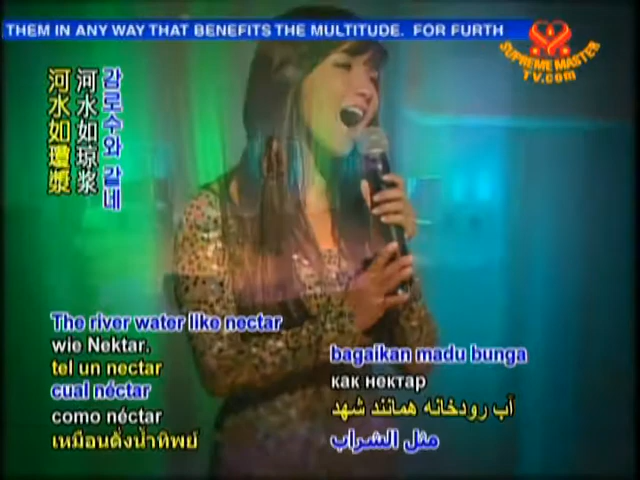 THEM IN ANY WAY THAT BENEFITS THE MULTITUDE. FOR FURTH
SUPREME MASTER
TV.com
河水如瓊漿
河水如琼浆
감로수와 같네
The river water like nectar
wie Nektar.
tel un nectar
cual néctar
como néctar
เหมือนดั่งน้ำทิพย์
bagaikan madu bunga
как нектар
آب رودخانه همانند شهد
مثل الشراب